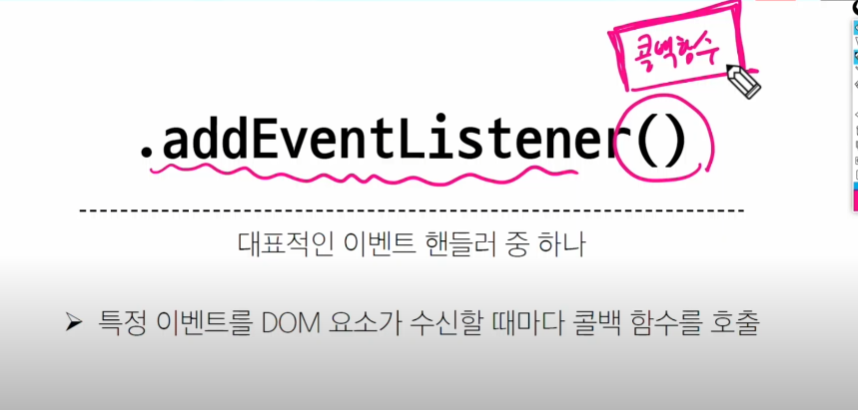 콜백함수
.addEventListener()
대표적인 이벤트 핸들러 중 하나
➢ 특정 이벤트를 DOM 요소가 수신할 때마다 콜백 함수를 호출